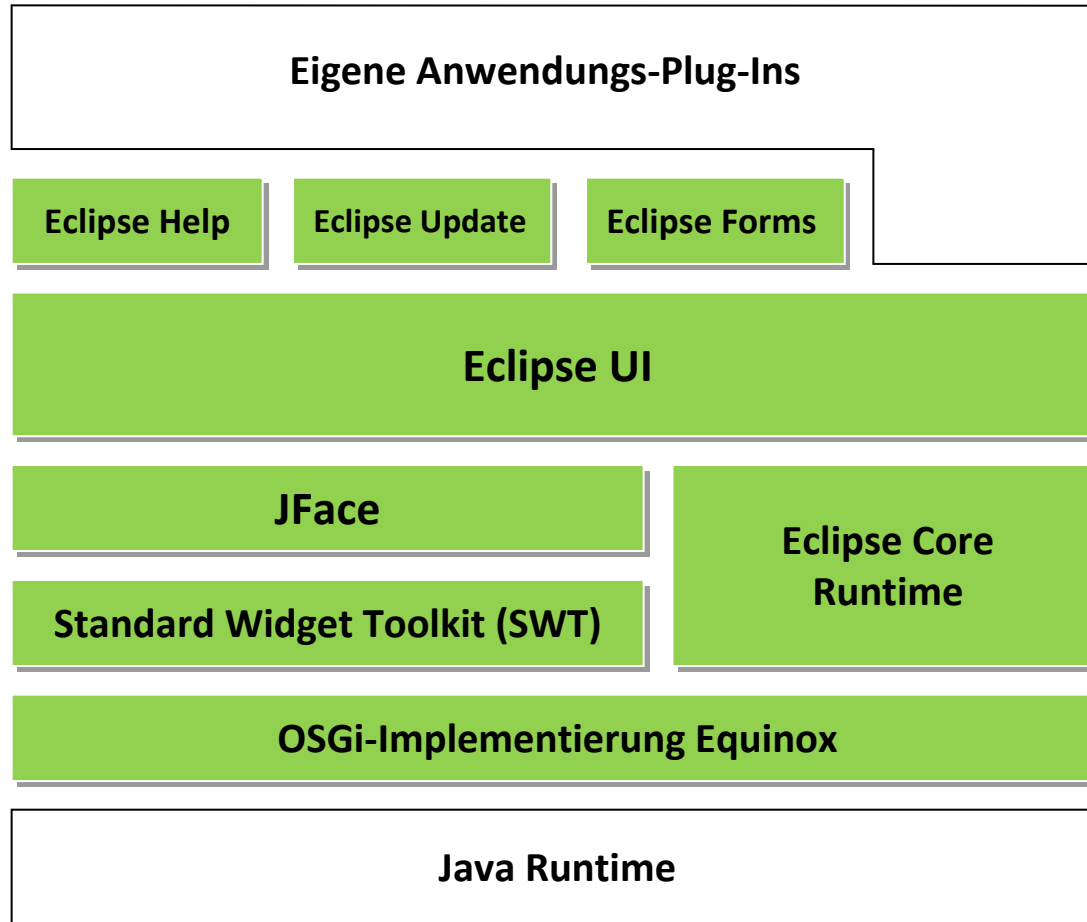 Eigene Anwendungs-Plug-Ins
Eclipse Help
Eclipse Update
Eclipse Forms
Eclipse UI
JFace
Eclipse Core
Runtime
Standard Widget Toolkit (SWT)
OSGi-Implementierung Equinox
Java Runtime